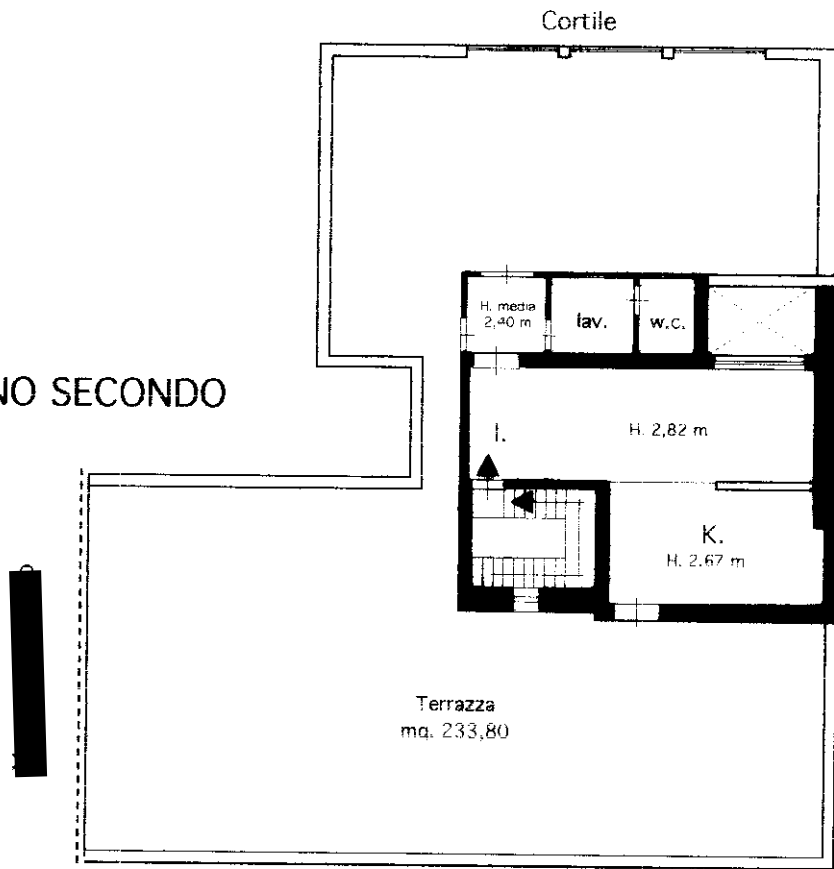 Cortile
H. media
2,40 m
lav.
w.c.
NO SECONDO
I.
H. 2,82 m
K.
H. 2.67 m
Terrazza
mq. 233,80